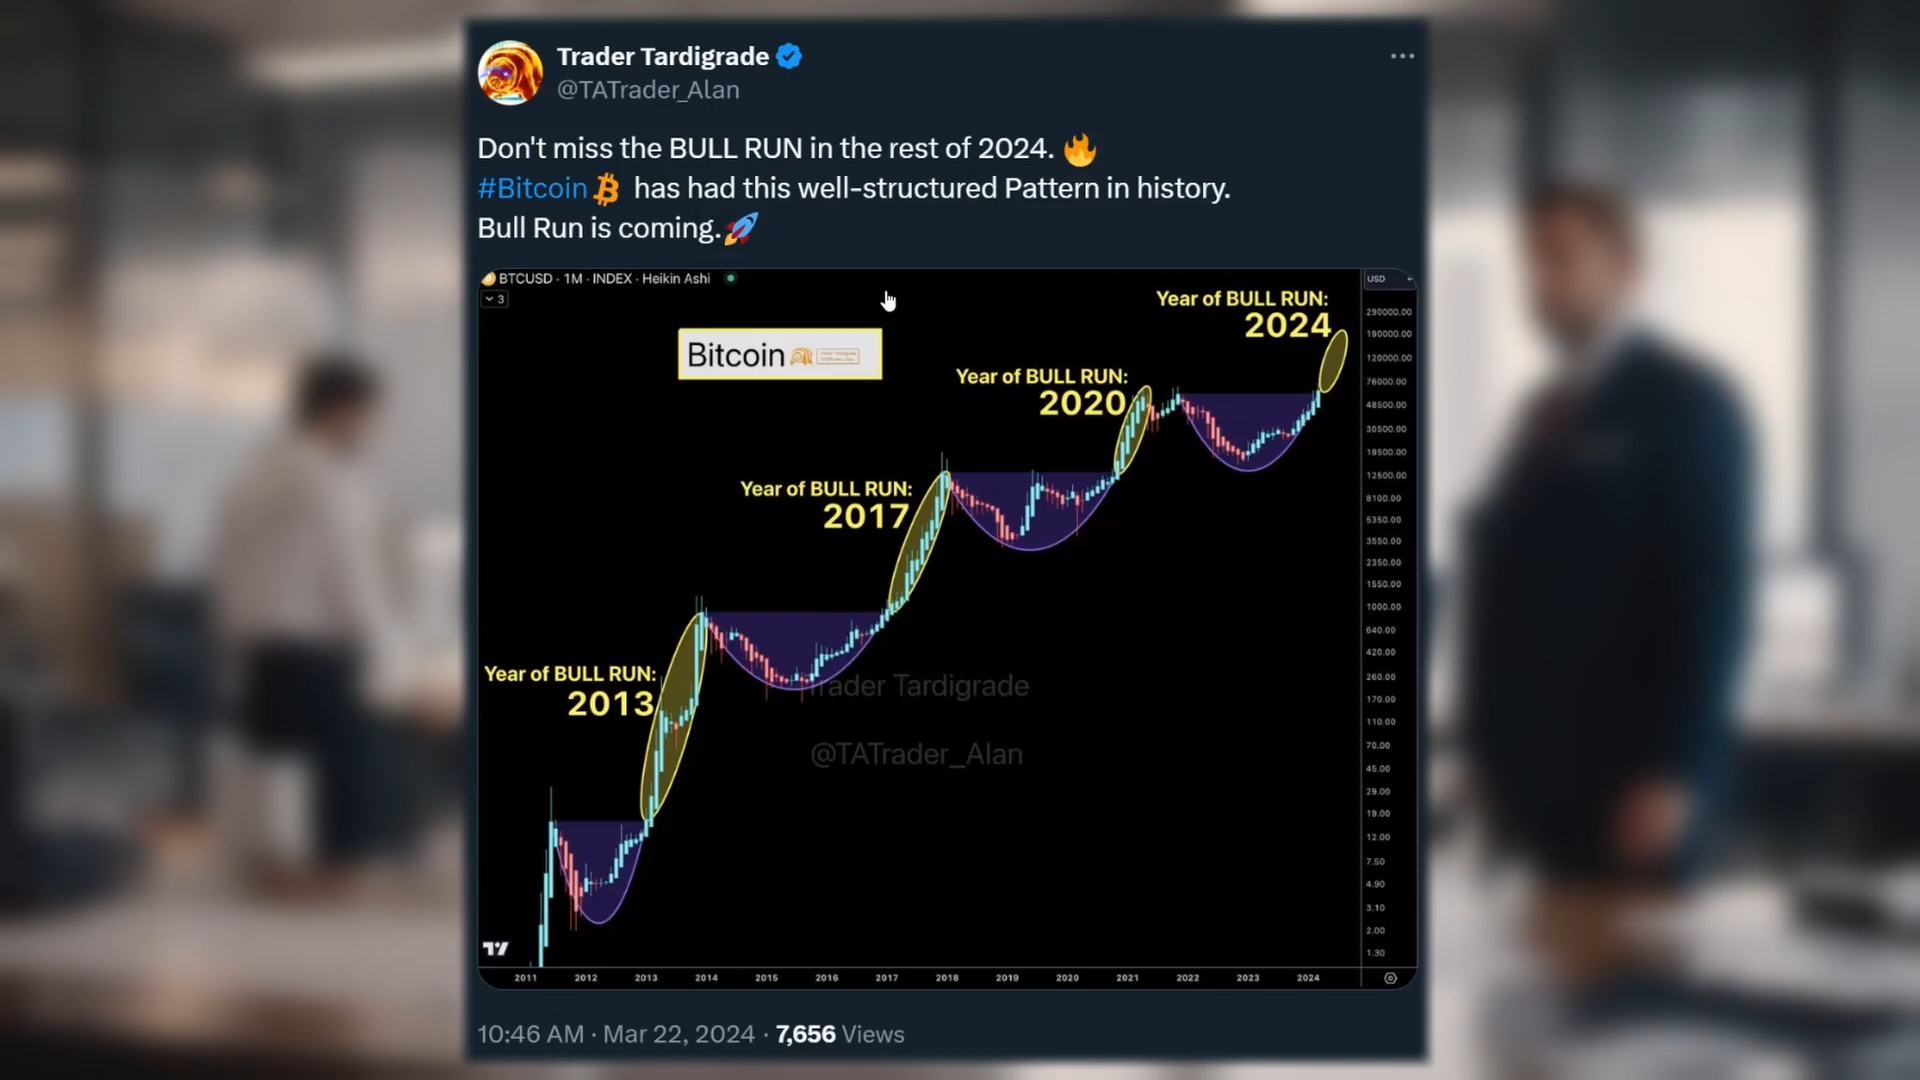 Trader Tardigrade
@TATrader_Alan
Don't miss the BULL RUN in the rest of 2024. 🔥
#Bitcoin has had this well-structured Pattern in history.
Bull Run is coming.🚀
BTCUSD · 1M · INDEX · Heikin Ashi
USD
3
Bitcoin
Year of BULL RUN:
2024
Year of BULL RUN:
2020
Year of BULL RUN:
2017
Year of BULL RUN:
2013
Trader Tardigrade
@TATrader_Alan
290000.00
190000.00
120000.00
76000.00
48500.00
30500.00
19500.00
12500.00
8100.00
5350.00
3550.00
2350.00
1550.00
1000.00
640.00
420.00
260.00
170.00
110.00
70.00
45.00
29.00
19.00
12.00
7.50
4.90
3.10
2.00
1.30
2011 2012 2013 2014 2015 2016 2017 2018 2019 2020 2021 2022 2023 2024
10:46 AM · Mar 22, 2024 · 7,656 Views